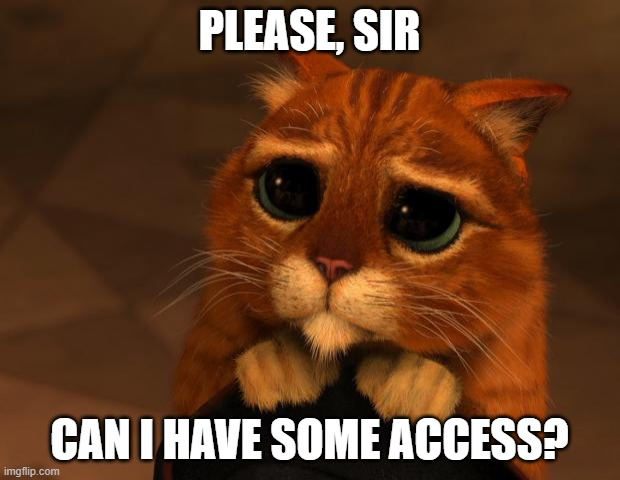 PLEASE, SIR
CAN I HAVE SOME ACCESS?
imgflip.com